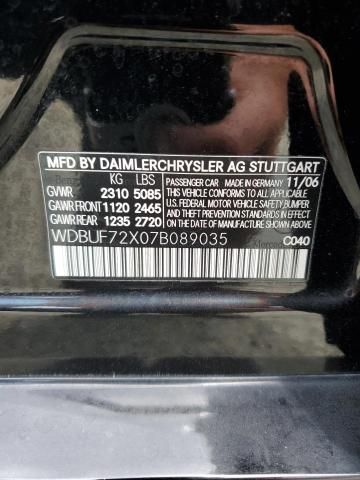 MFD BY DAIMLERCHRYSLER AG STUTTGART
KG LBS
GVWR 2310 5085
GAWR FRONT 1120 2465
GAWR REAR 1235 2720
PASSENGER CAR MADE IN GERMANY 11/06
THIS VEHICLE CONFORMS TO ALL APPLICABLE
U.S. FEDERAL MOTOR VEHICLE SAFETY, BUMPER
AND THEFT PREVENTION STANDARDS IN EFFECT ON
THE DATE OF MANUFACTURE SHOWN ABOVE.
WDBUF72X07B089035
C040